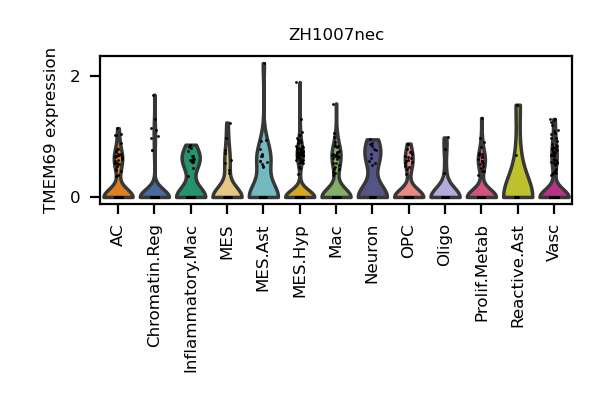 ZH1007nec
TMEM69 expression
2
0
AC
Chromatin.Reg
Inflammatory.Mac
MES
MES.Ast
MES.Hyp
Mac
Neuron
OPC
Oligo
Prolif.Metab
Reactive.Ast
Vasc